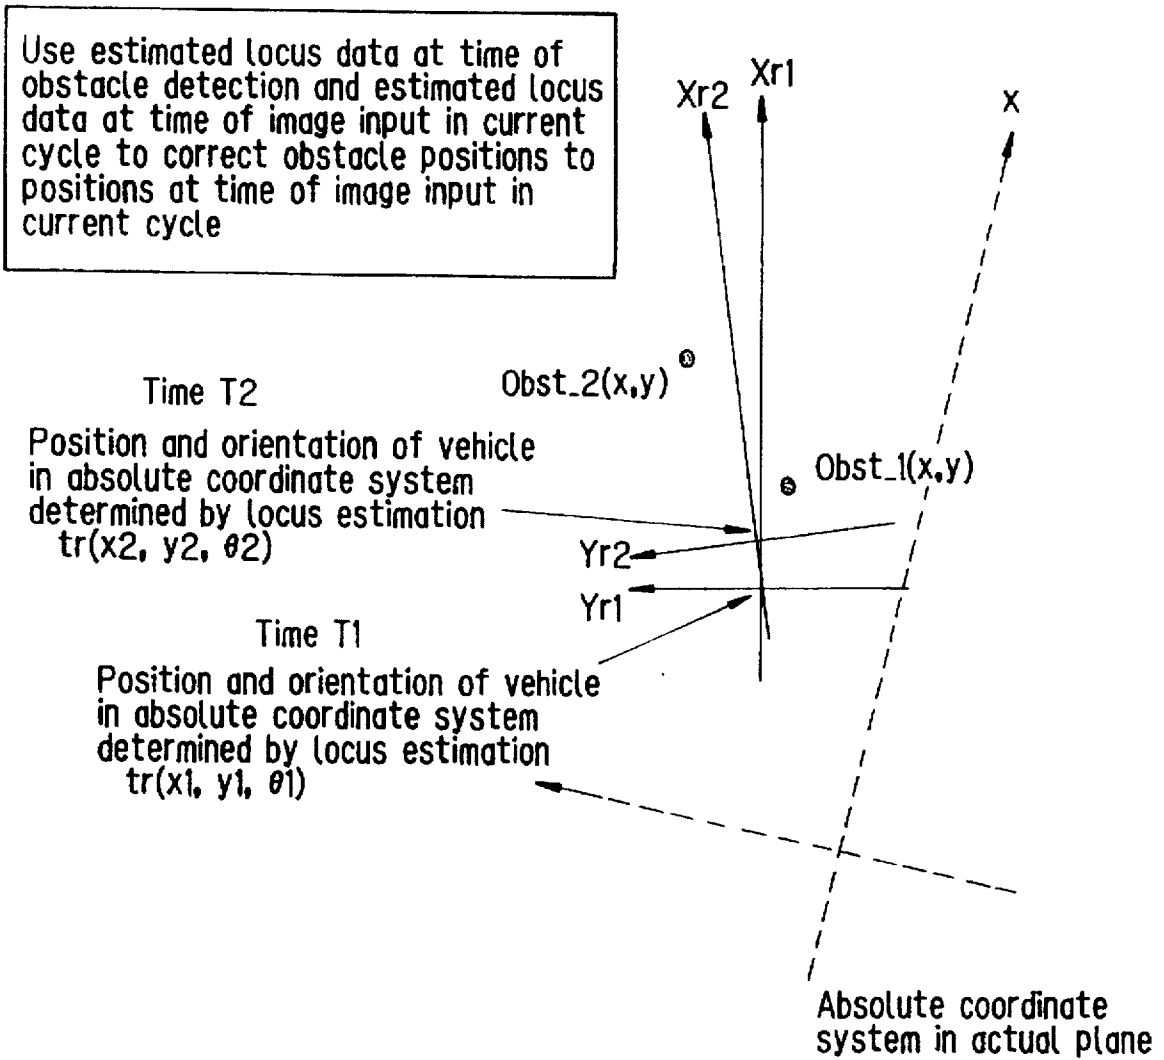 Use estimated locus data at time of
obstacle detection and estimated locus
data at time of image input in current
cycle to correct obstacle positions to
positions at time of image input in
current cycle
Xr2
Xr1
x
Obst_2(x,y)
Obst_1(x,y)
Time T2
Position and orientation of vehicle
in absolute coordinate system
determined by locus estimation
tr(x2, y2, θ2)
Yr2
Yr1
Time T1
Position and orientation of vehicle
in absolute coordinate system
determined by locus estimation
tr(x1, y1, θ1)
Absolute coordinate
system in actual plane